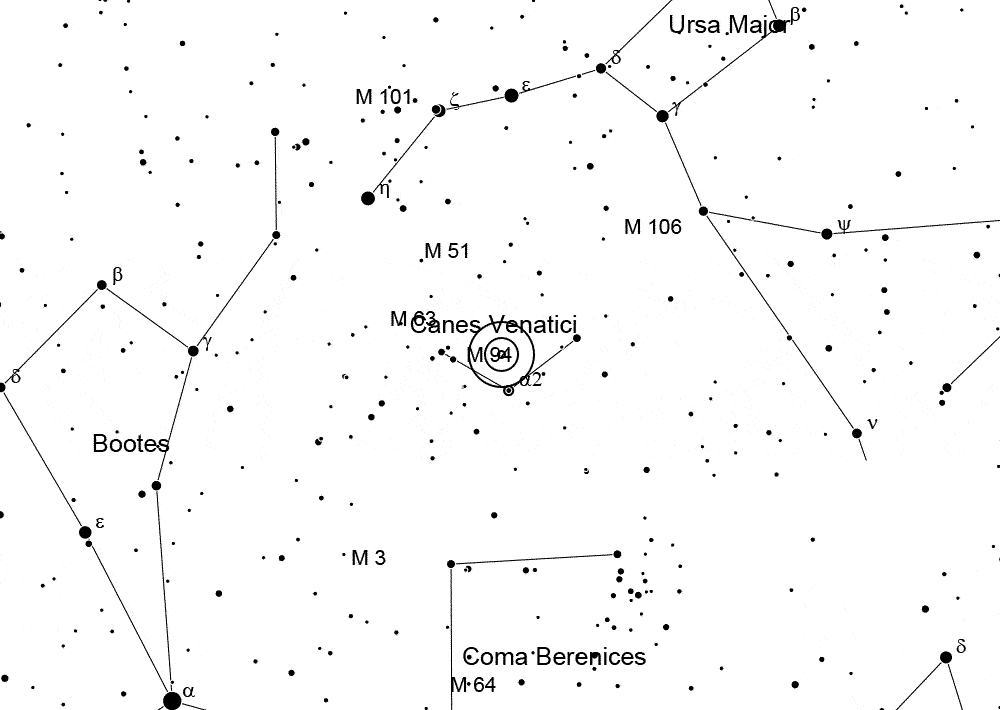 Ursa Major β
δ
M 101 ζ ε
γ
η
M 106 ψ
M 51
β
M 63 Canes Venatici
γ M 94
δ α2
ν
Bootes
ε
M 3
Coma Berenices δ
M 64
α